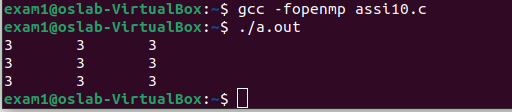 exam1@oslab-VirtualBox:~$ gcc -fopenmp assi10.c
exam1@oslab-VirtualBox:~$ ./a.out
3 3 3
3 3 3
3 3 3
exam1@oslab-VirtualBox:~$